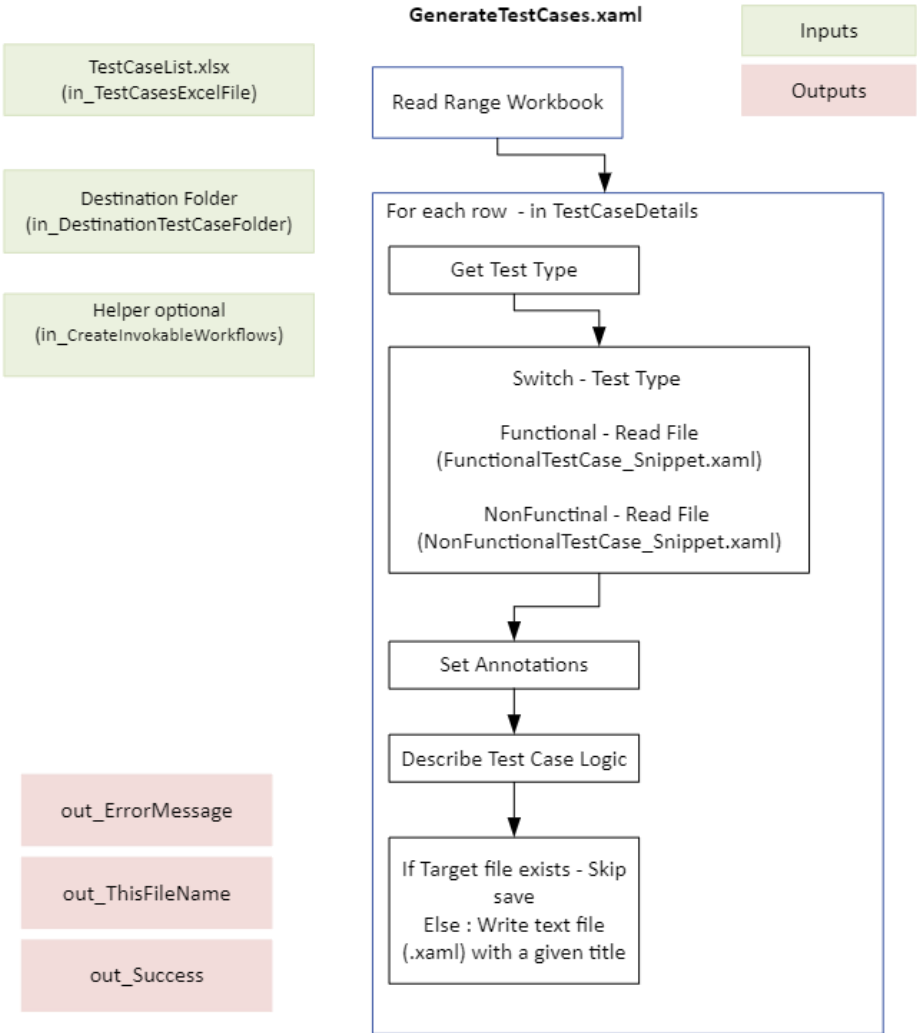 GenerateTestCases.xaml
Inputs
Outputs
TestCaseList.xlsx
(in_TestCasesExcelFile)
Destination Folder
(in_DestinationTestCaseFolder)
Helper optional
(in_CreateInvokableWorkflows)
Read Range Workbook
For each row - in TestCaseDetails
Get Test Type
Switch - Test Type
Functional - Read File
(FunctionalTestCase_Snippet.xaml)
NonFunctinal - Read File
(NonFunctionalTestCase_Snippet.xaml)
Set Annotations
Describe Test Case Logic
If Target file exists - Skip
save
Else : Write text file
(.xaml) with a given title
out_ErrorMessage
out_ThisFileName
out_Success